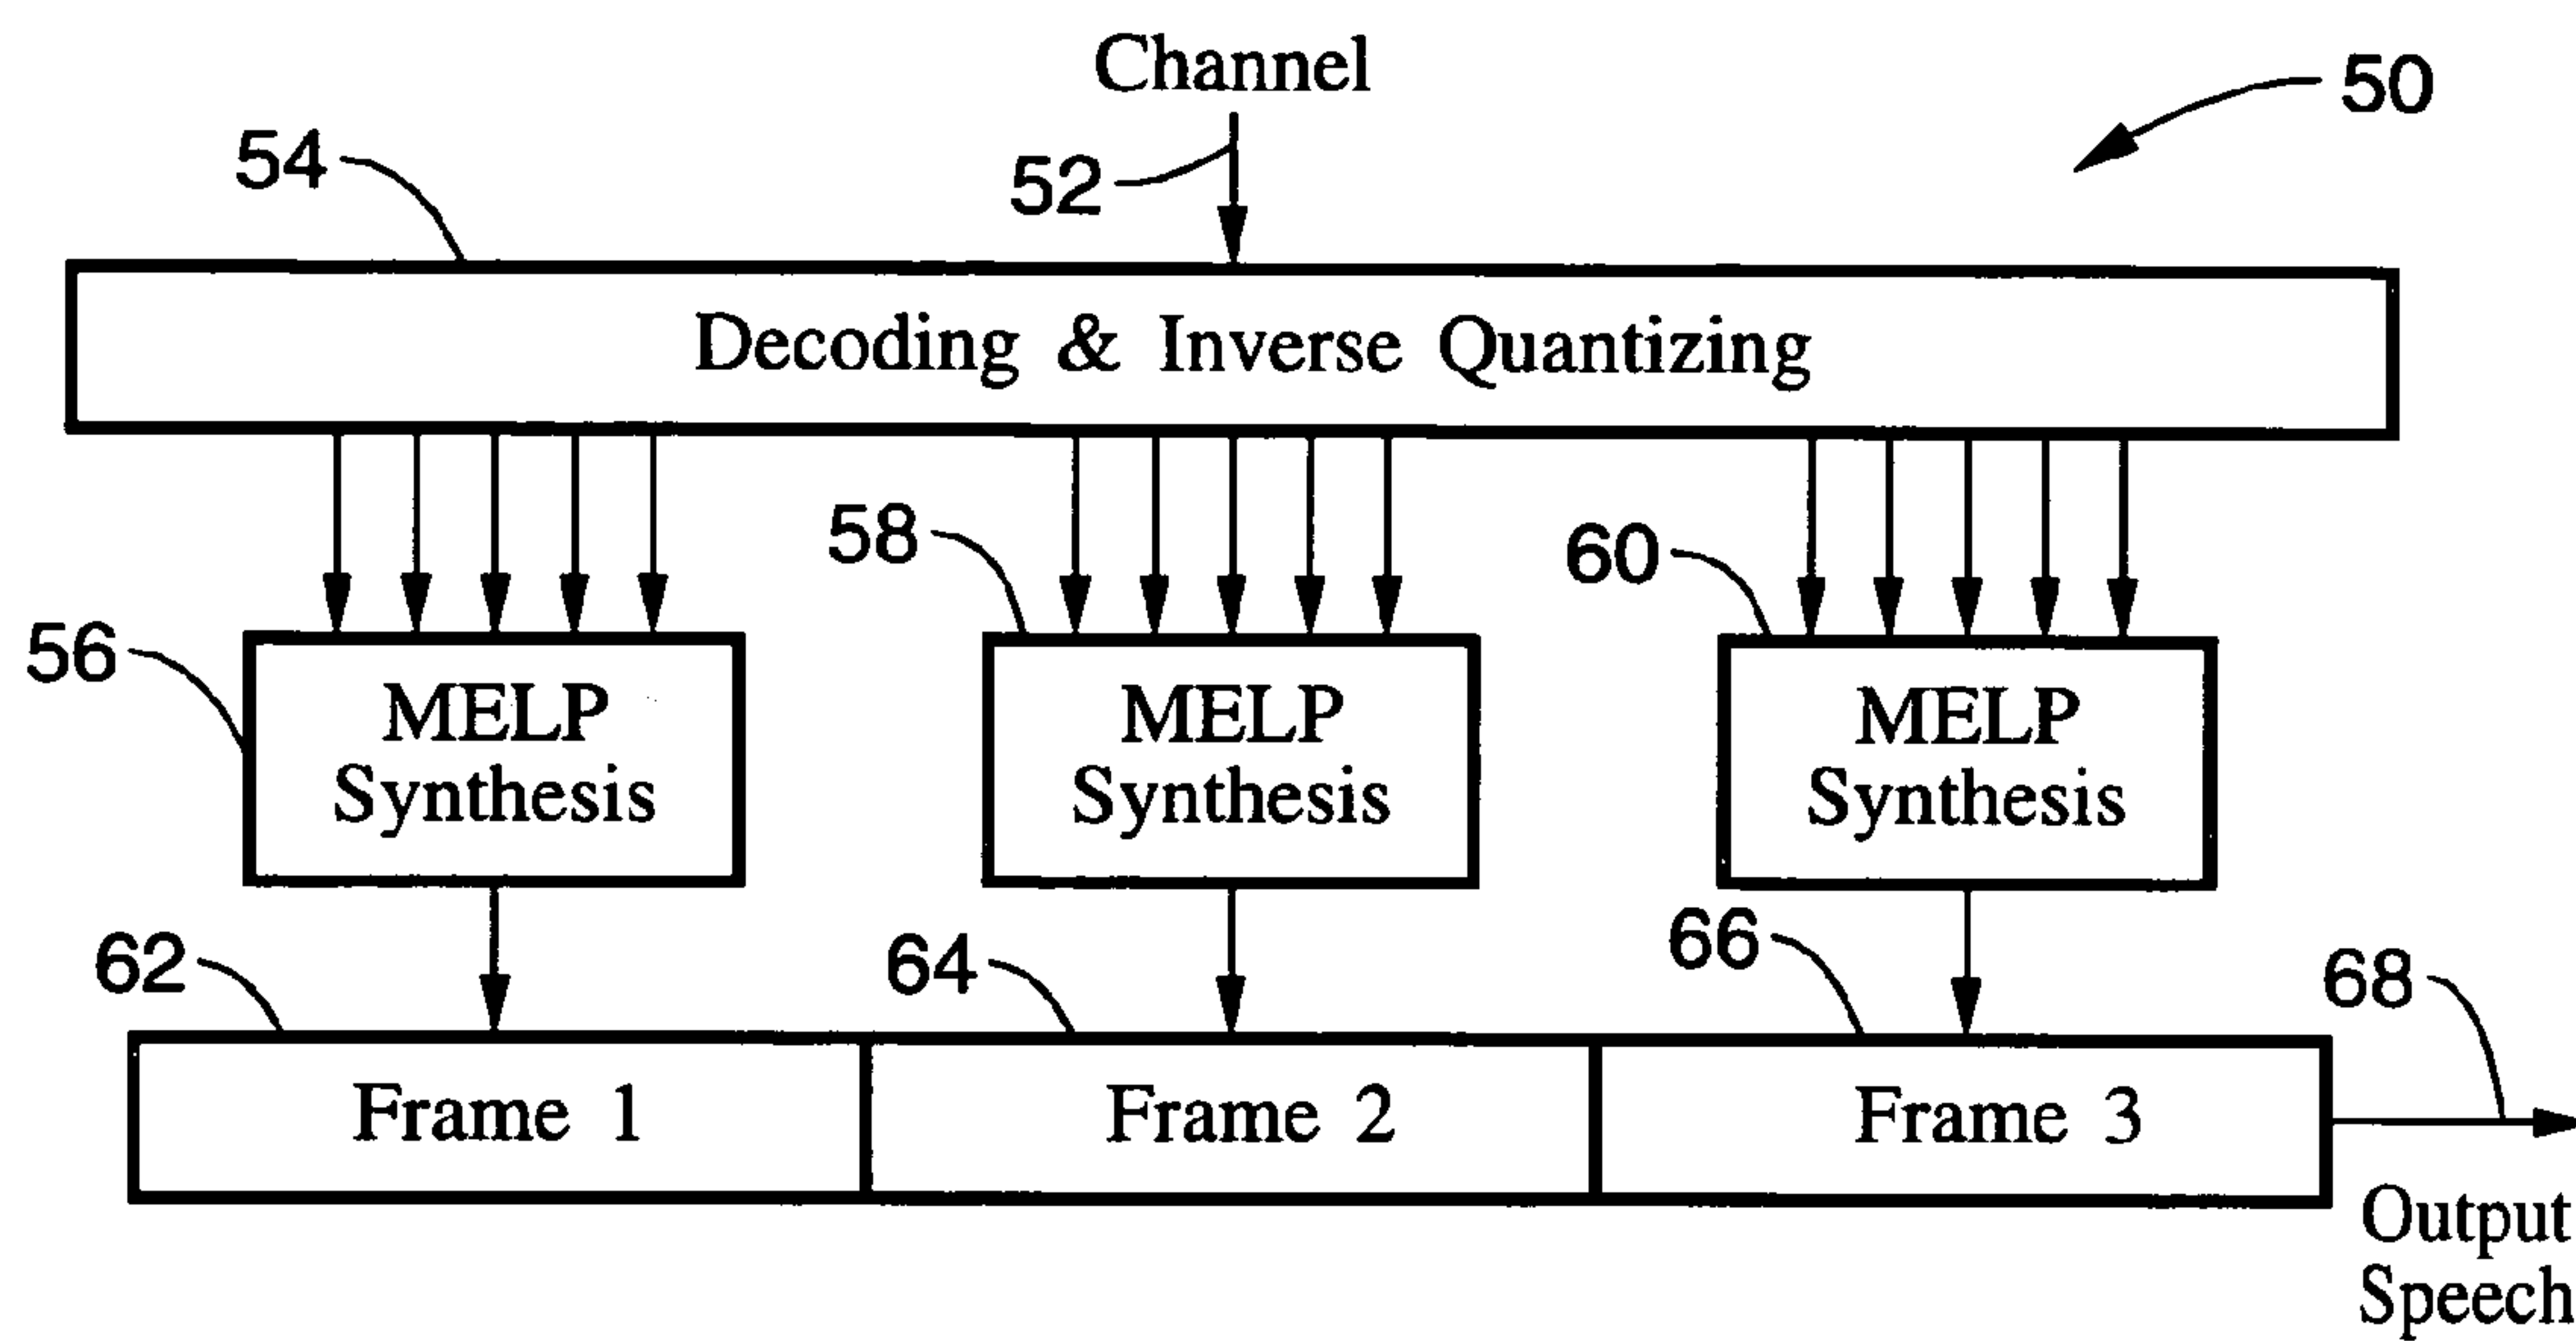 Channel
50
54
52
Decoding & Inverse Quantizing
58
60
56
MELP
Synthesis
MELP
Synthesis
MELP
Synthesis
62
64
66
68
Frame 1
Frame 2
Frame 3
Output
Speech